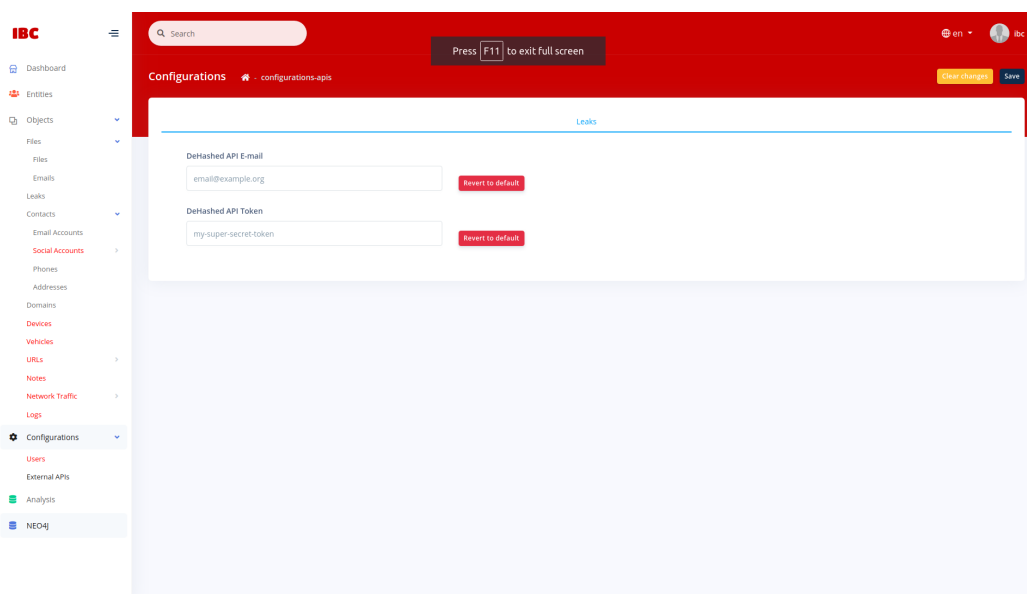 IBC
Search
Press F11 to exit full screen
en
ibc
Dashboard
Entities
Objects
Files
Files
Emails
Leaks
Contacts
Email Accounts
Social Accounts
Phones
Addresses
Domains
Devices
Vehicles
URLs
Notes
Network Traffic
Logs
Configurations
Users
External APIs
Analysis
NEO4J
Configurations - configurations-apis
Clear changes Save
Leaks
DeHashed API E-mail
email@example.org
Revert to default
DeHashed API Token
my-super-secret-token
Revert to default